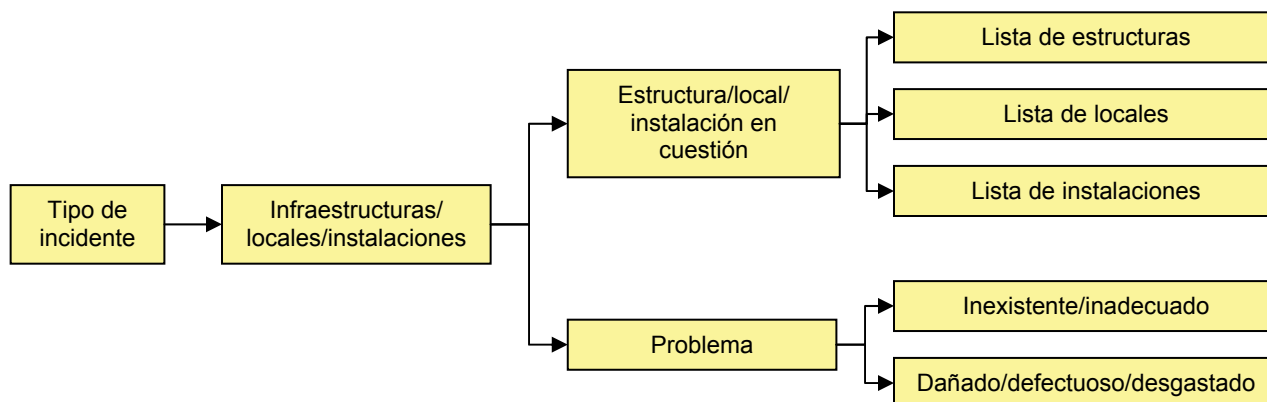 Tipo de
incidente
Infraestructuras/
locales/instalaciones
Estructura/local/
instalación en
cuestión
Lista de estructuras
Lista de locales
Lista de instalaciones
Problema
Inexistente/inadecuado
Dañado/defectuoso/desgastado